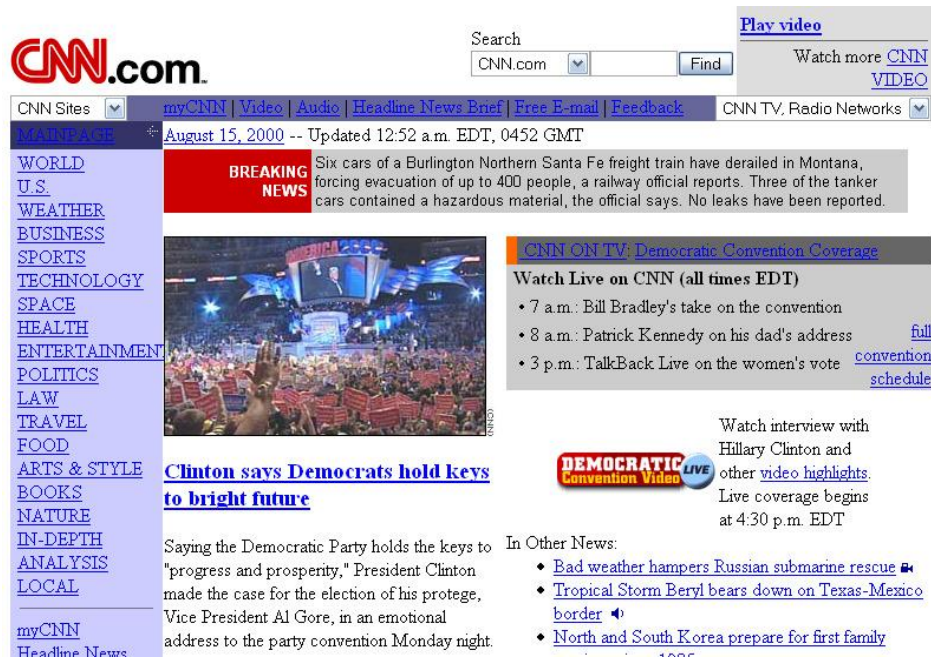 CNN.com
Search
CNN.com
Find
Play video
Watch more CNN
VIDEO
CNN Sites
myCNN | Video | Audio | Headline News Brief | Free E-mail | Feedback
CNN TV, Radio Networks
MAINPAGE
WORLD
U.S.
WEATHER
BUSINESS
SPORTS
TECHNOLOGY
SPACE
HEALTH
ENTERTAINMENT
POLITICS
LAW
TRAVEL
FOOD
ARTS & STYLE
BOOKS
NATURE
IN-DEPTH
ANALYSIS
LOCAL
myCNN
Headline News
August 15, 2000 -- Updated 12:52 a.m. EDT, 0452 GMT
BREAKING
NEWS
Six cars of a Burlington Northern Santa Fe freight train have derailed in Montana,
forcing evacuation of up to 400 people, a railway official reports. Three of the tanker
cars contained a hazardous material, the official says. No leaks have been reported.
AMERICA2000
(CNN)
Clinton says Democrats hold keys
to bright future
Saying the Democratic Party holds the keys to
"progress and prosperity," President Clinton
made the case for the election of his protege,
Vice President Al Gore, in an emotional
address to the party convention Monday night.
CNN ON TV: Democratic Convention Coverage
Watch Live on CNN (all times EDT)
• 7 a.m.: Bill Bradley's take on the convention
• 8 a.m.: Patrick Kennedy on his dad's address
• 3 p.m.: TalkBack Live on the women's vote
full
convention
schedule
DEMOCRATIC
Convention Video
LIVE
Watch interview with
Hillary Clinton and
other video highlights.
Live coverage begins
at 4:30 p.m. EDT
In Other News:
• Bad weather hampers Russian submarine rescue
• Tropical Storm Beryl bears down on Texas-Mexico
border
• North and South Korea prepare for first family